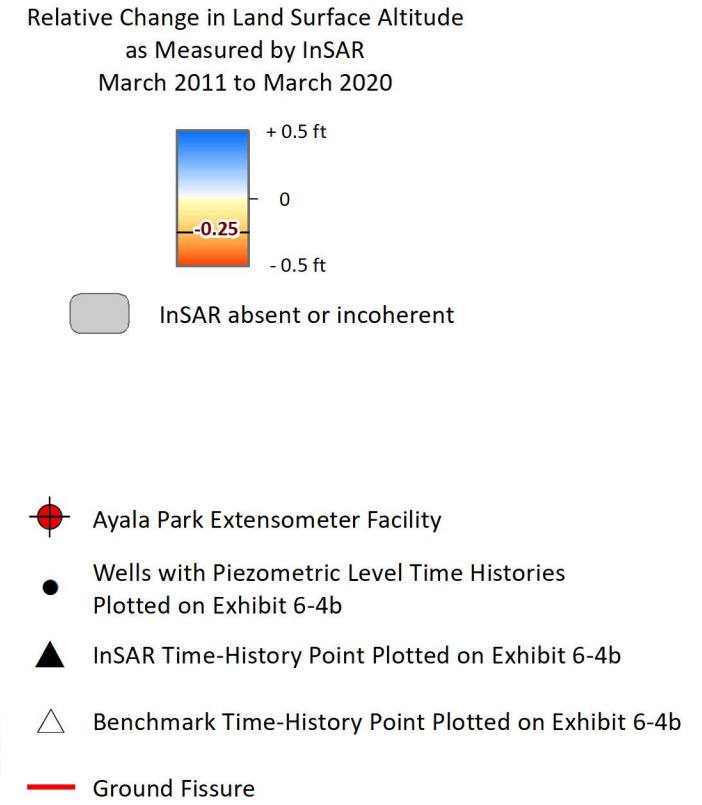 Relative Change in Land Surface Altitude
as Measured by InSAR
March 2011 to March 2020
+ 0.5 ft
0
-0.25
- 0.5 ft
InSAR absent or incoherent
Ayala Park Extensometer Facility
Wells with Piezometric Level Time Histories
Plotted on Exhibit 6-4b
InSAR Time-History Point Plotted on Exhibit 6-4b
Benchmark Time-History Point Plotted on Exhibit 6-4b
Ground Fissure